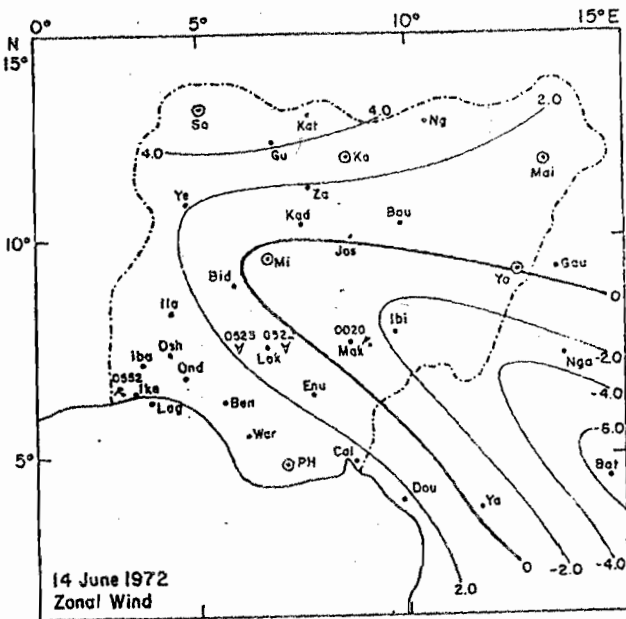 0° 5° 10° 15°E
N
15°
4.0 2.0
So Kat Ng
Gu Ka Mai
4.0
Ye Za
Kad Bau
10° Jos
Mi Yo Gau
Bid 0
Ila 0020 Ibi
0523
Osh Lok Mak -2.0
Iba Nga
Ond
0552 -4.0
Ike Enu
Lag Ben -6.0
War Bat
5° PH Cal
Dou Ya
14 June 1972 -4.0
Zonal Wind 2.0 0 -2.0